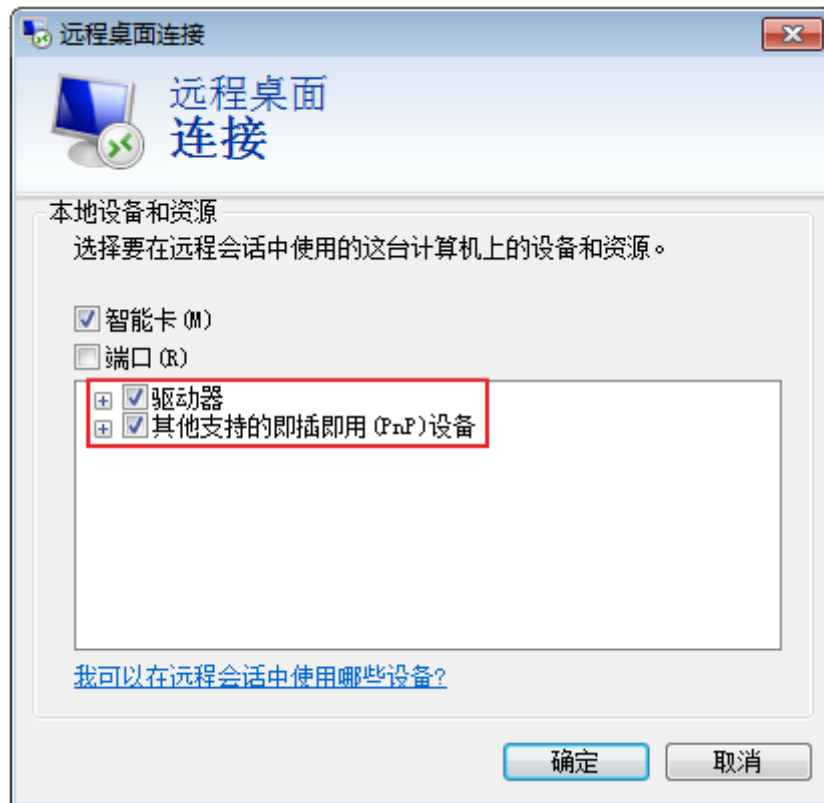 远程桌面连接
远程桌面
连接
本地设备和资源
选择要在远程会话中使用的这台计算机上的设备和资源。
智能卡(M)
端口(R)
驱动器
其他支持的即插即用(PnP)设备
我可以在远程会话中使用哪些设备?
确定 取消